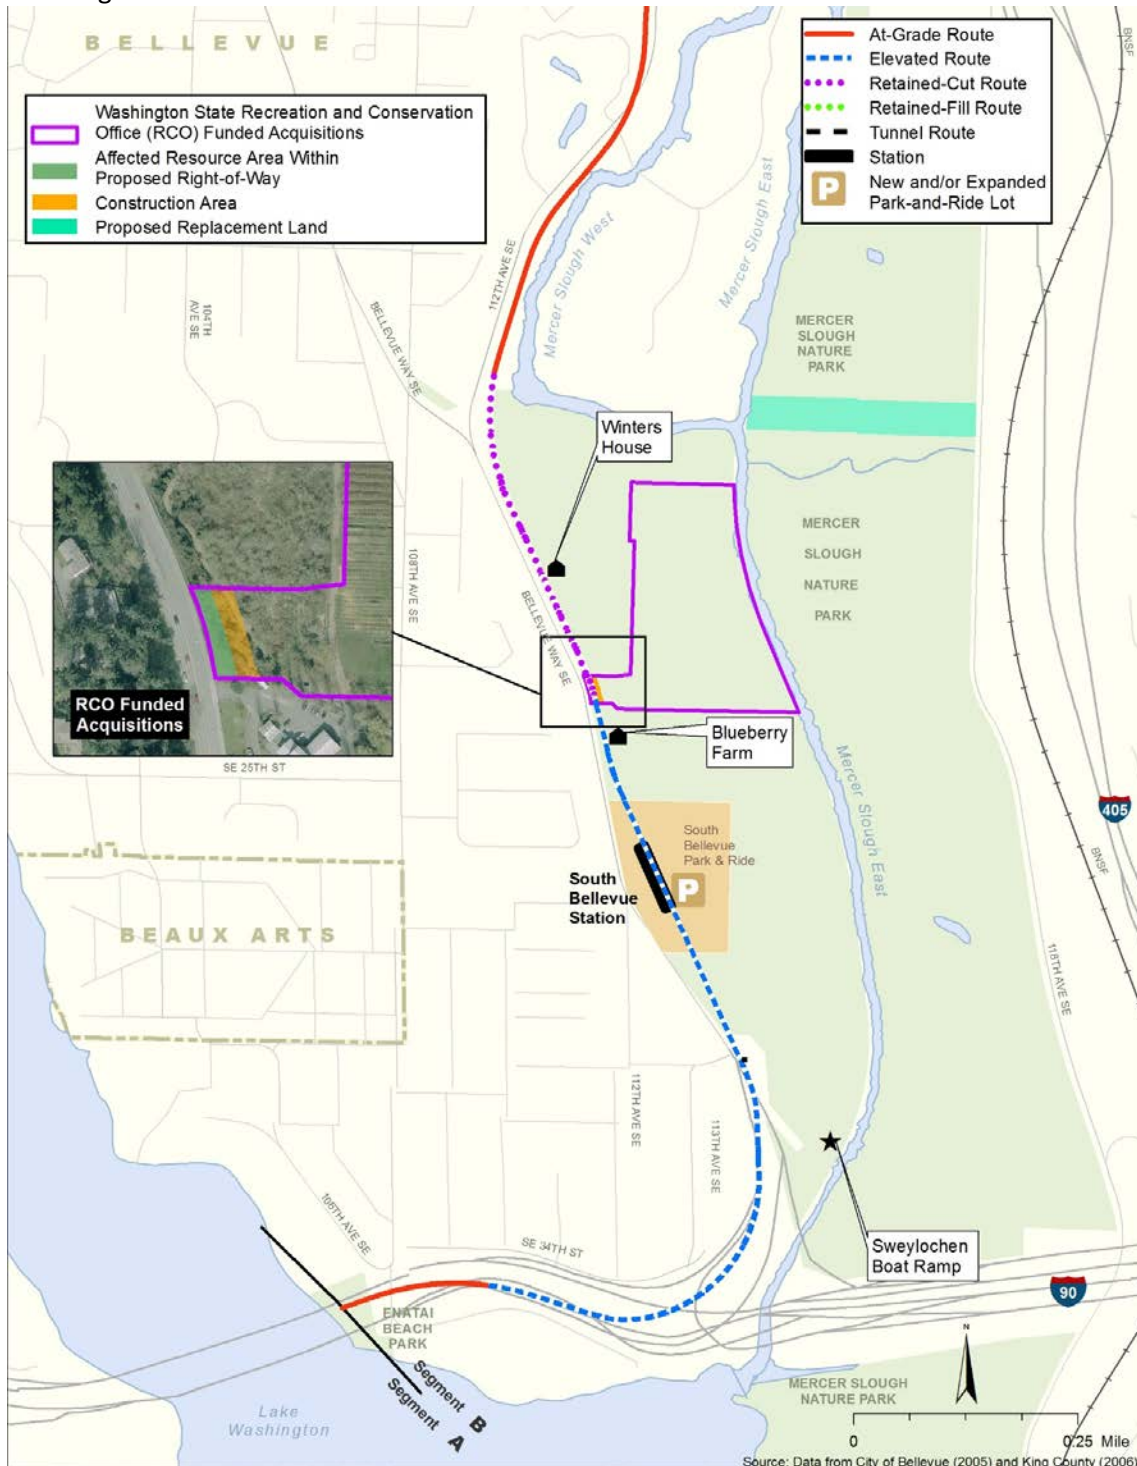 BELLEVUE
Washington State Recreation and Conservation
Office (RCO) Funded Acquisitions
Affected Resource Area Within
Proposed Right-of-Way
Construction Area
Proposed Replacement Land
At-Grade Route
Elevated Route
Retained-Cut Route
Retained-Fill Route
Tunnel Route
Station
P
New and/or Expanded
Park-and-Ride Lot
BNSF
112TH AVE SE
Mercer Slough West
Mercer Slough East
104TH
AVE SE
BELLEVUE WAY SE
MERCER
SLOUGH
NATURE
PARK
Winters
House
MERCER
SLOUGH
NATURE
PARK
108TH AVE SE
BELLEVUE WAY SE
RCO Funded
Acquisitions
Blueberry
Farm
SE 25TH ST
Mercer Slough East
405
BNSF
South
Bellevue
Park & Ride
P
South
Bellevue
Station
BEAUX ARTS
118TH AVE SE
112TH AVE SE
113TH AVE SE
106TH AVE SE
SE 34TH ST
Sweylochen
Boat Ramp
90
ENATAI
BEACH
PARK
Segment B
Segment A
Lake
Washington
N
MERCER SLOUGH
NATURE PARK
0
0.25 Mile
Source: Data from City of Bellevue (2005) and King County (2006)